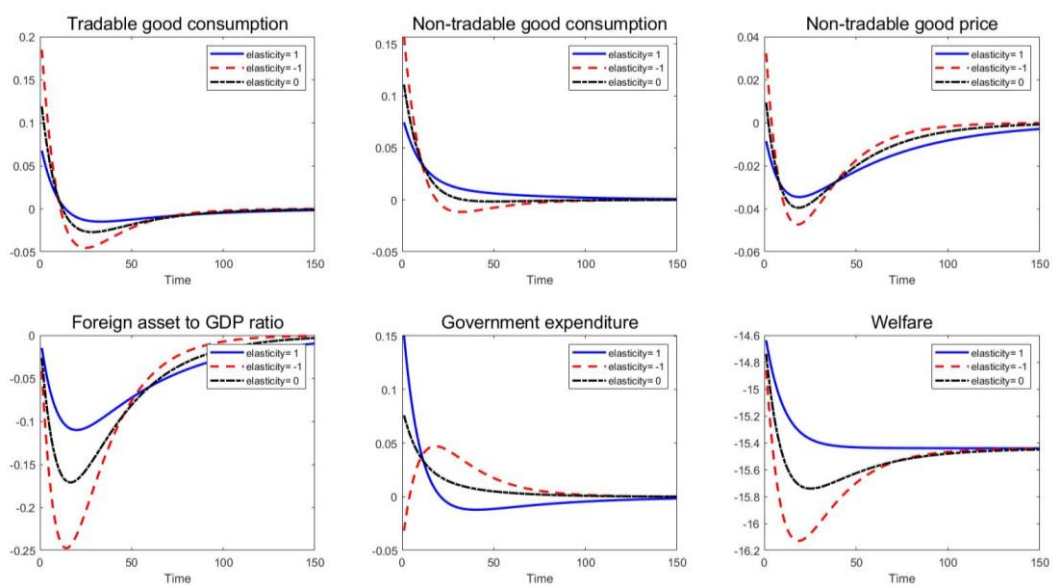 Tradable good consumption
0.2
0.15
0.1
0.05
0
-0.05
0
50
100
150
Time
elasticity= 1
elasticity= -1
elasticity= 0
Non-tradable good consumption
0.15
0.1
0.05
0
-0.05
0
50
100
150
Time
elasticity= 1
elasticity= -1
elasticity= 0
Non-tradable good price
0.04
0.02
0
-0.02
-0.04
-0.06
0
50
100
150
Time
elasticity= 1
elasticity= -1
elasticity= 0
Foreign asset to GDP ratio
0
-0.05
-0.1
-0.15
-0.2
-0.25
0
50
100
150
Time
elasticity= 1
elasticity= -1
elasticity= 0
Government expenditure
0.15
0.1
0.05
0
-0.05
0
50
100
150
Time
elasticity= 1
elasticity= -1
elasticity= 0
Welfare
-14.6
-14.8
-15
-15.2
-15.4
-15.6
-15.8
-16
-16.2
0
50
100
150
Time
elasticity= 1
elasticity= -1
elasticity= 0